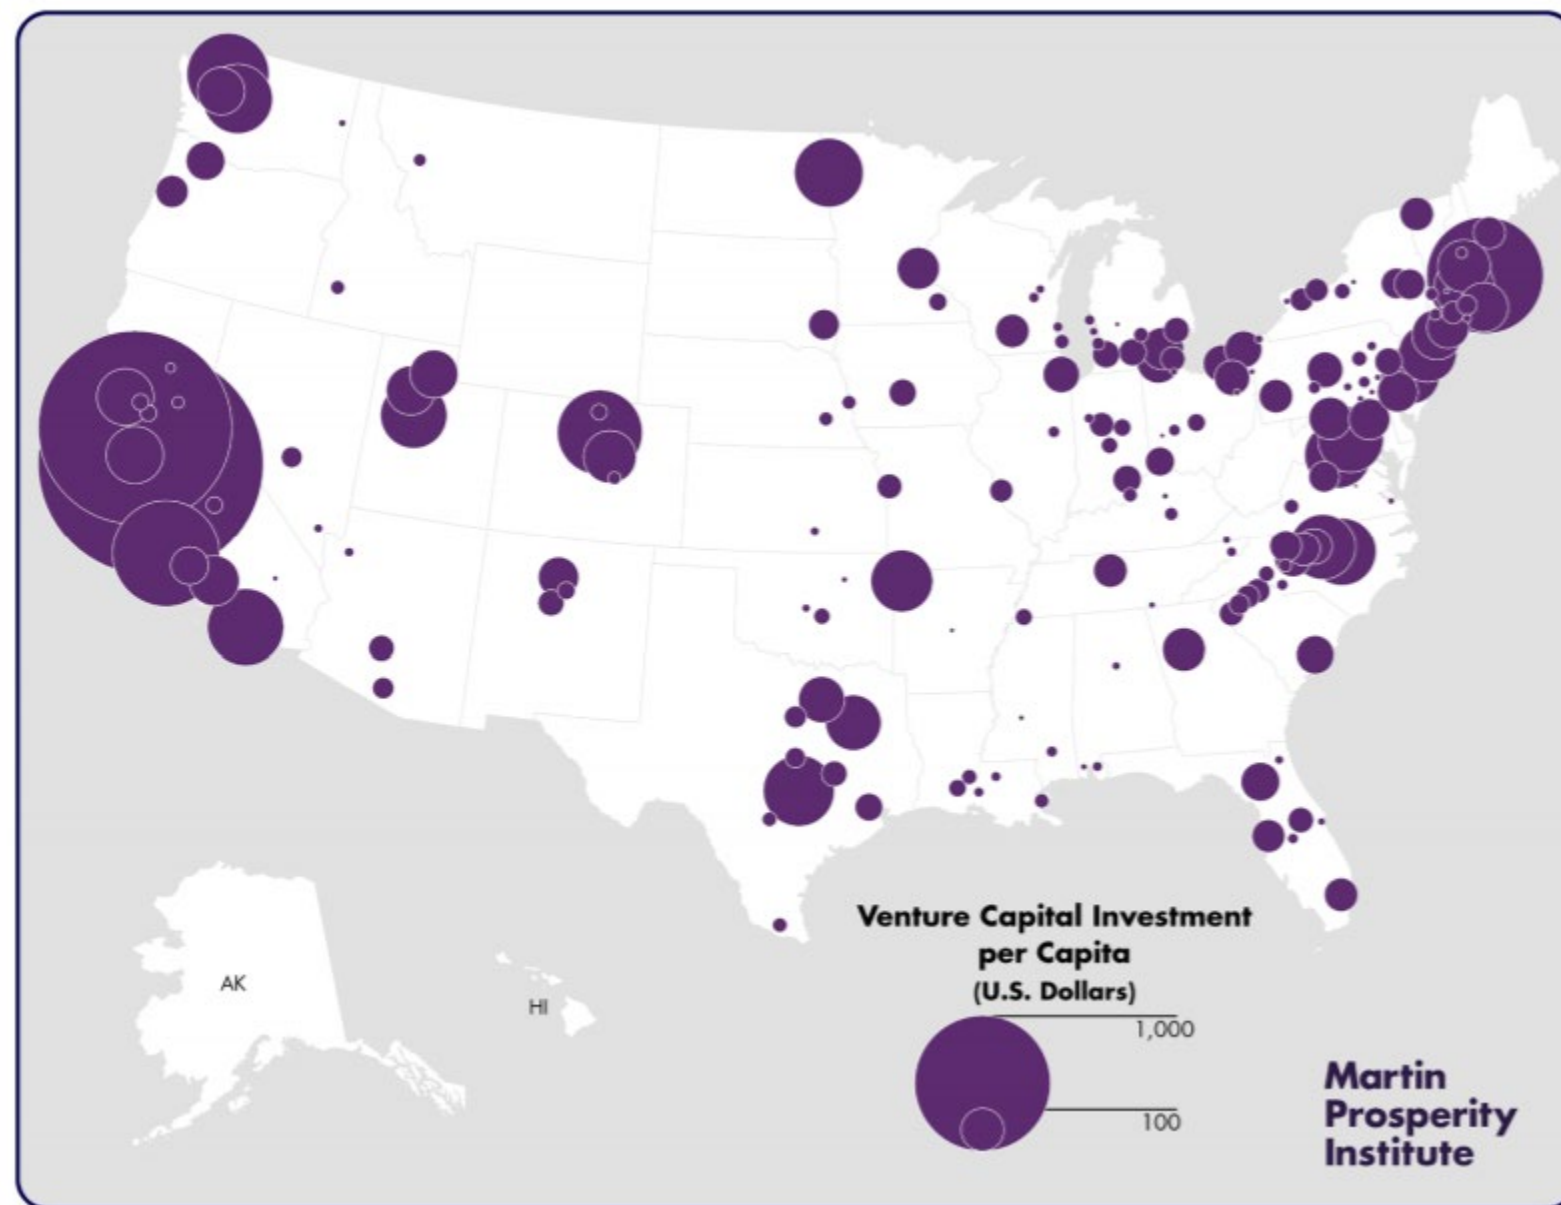 AK
HI
Venture Capital Investment
per Capita
(U.S. Dollars)
1,000
100
Martin
Prosperity
Institute